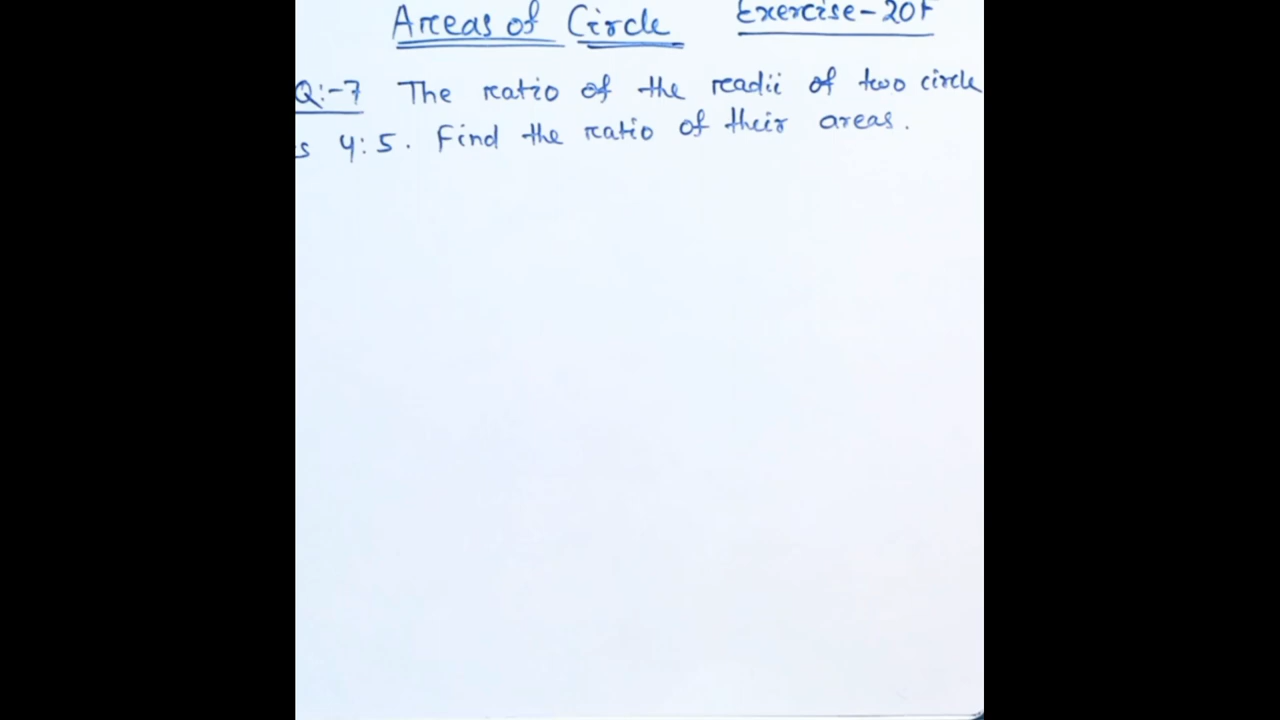 Areas of Circle Exercise-20F
Q:-7 The ratio of the radii of two circle
s 4:5. Find the ratio of their areas.